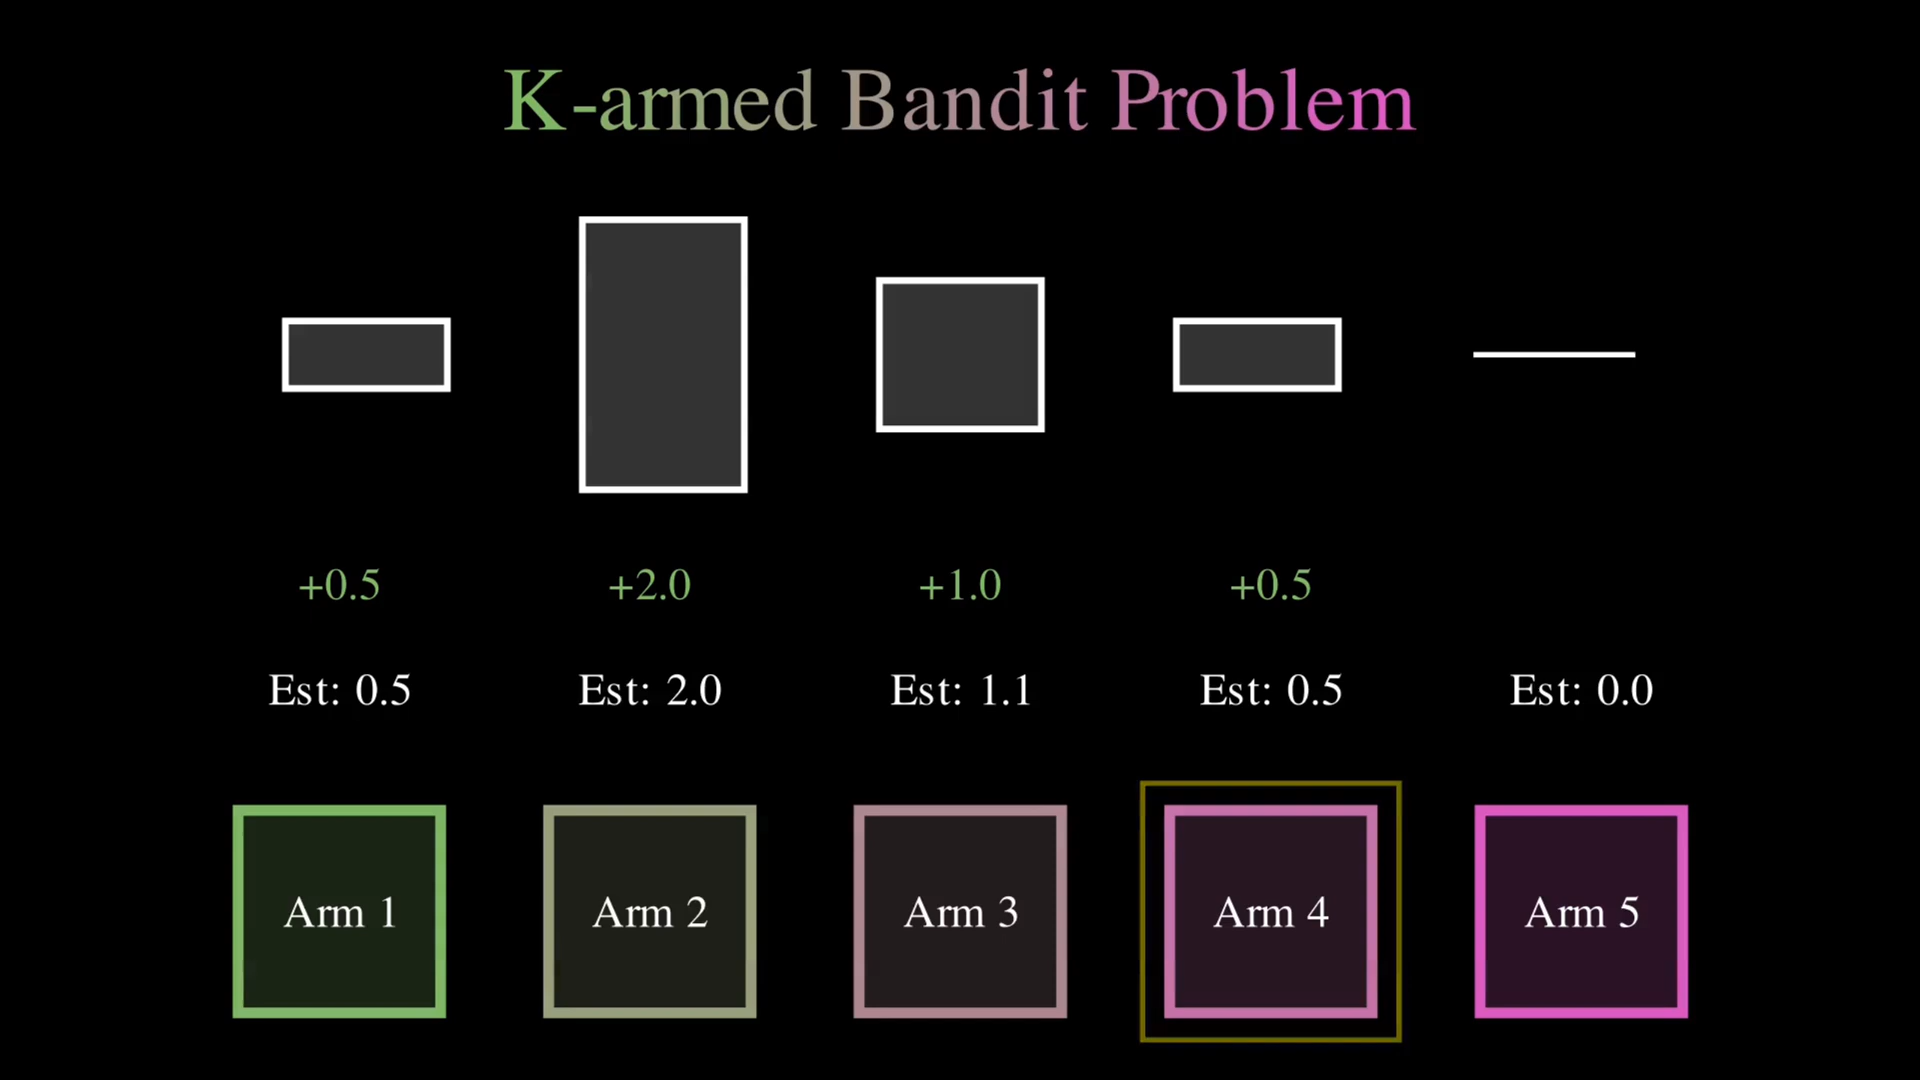 K-armed Bandit Problem
+0.5 +2.0 +1.0 +0.5
Est: 0.5 Est: 2.0 Est: 1.1 Est: 0.5 Est: 0.0
Arm 1 Arm 2 Arm 3 Arm 4 Arm 5